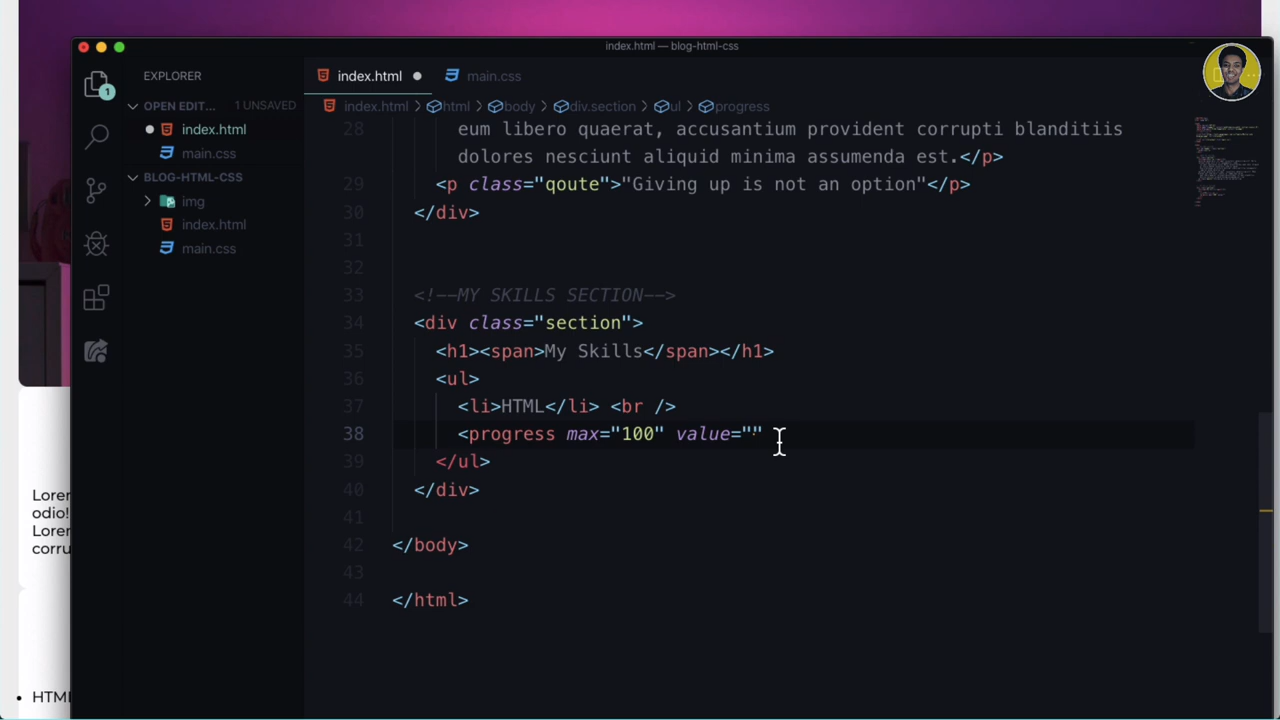 index.html — blog-html-css
EXPLORER
OPEN EDIT... 1 UNSAVED
index.html
main.css
BLOG-HTML-CSS
img
index.html
main.css
1
index.html
main.css
index.html > html > body > div.section > ul > progress
28 eum libero quaerat, accusantium provident corrupti blanditiis
dolores nesciunt aliquid minima assumenda est.</p>
29 <p class="qoute">"Giving up is not an option"</p>
30 </div>
31
32
33 <!--MY SKILLS SECTION-->
34 <div class="section">
35 <h1><span>My Skills</span></h1>
36 <ul>
37 <li>HTML</li> <br />
38 <progress max="100" value=""
39 </ul>
40 </div>
41
42 </body>
43
44 </html>
Lorem
odio!
Lorem
corru
• HTML